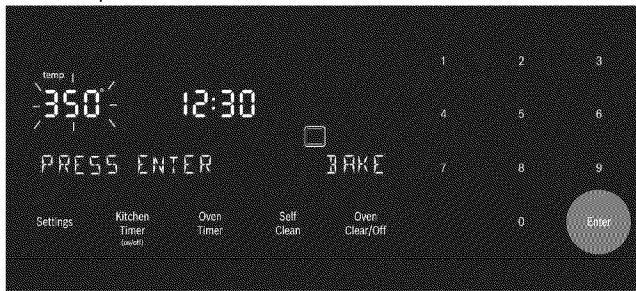 1 2 3
temp
350° 12:30
4 5 6
PRESS ENTER BAKE
7 8 9
Settings Kitchen Timer (on/off) Oven Timer Self Clean Oven Clear/Off 0 Enter